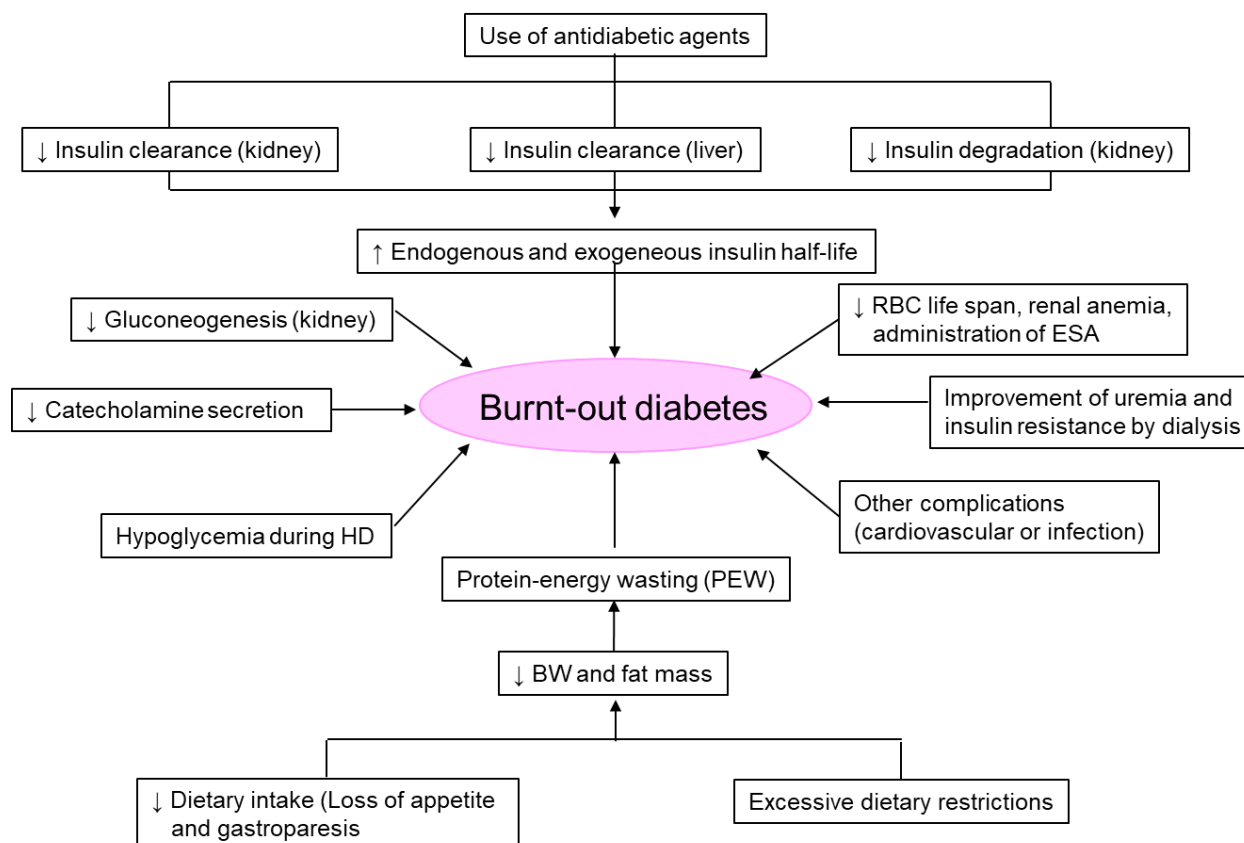 Use of antidiabetic agents
↓ Insulin clearance (kidney)
↓ Insulin clearance (liver)
↓ Insulin degradation (kidney)
↑ Endogenous and exogeneous insulin half-life
↓ Gluconeogenesis (kidney)
↓ RBC life span, renal anemia,
administration of ESA
↓ Catecholamine secretion
Burnt-out diabetes
Improvement of uremia and
insulin resistance by dialysis
Hypoglycemia during HD
Other complications
(cardiovascular or infection)
Protein-energy wasting (PEW)
↓ BW and fat mass
↓ Dietary intake (Loss of appetite
and gastroparesis
Excessive dietary restrictions